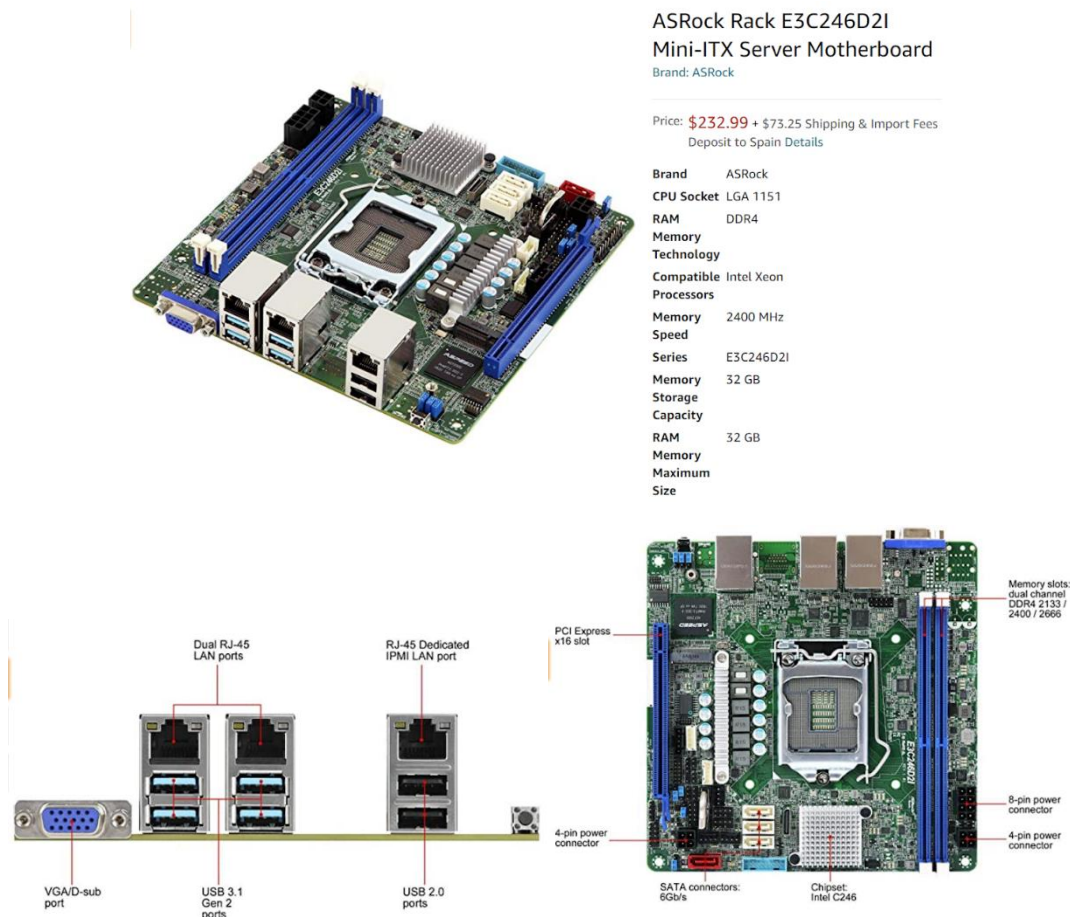 ASRock Rack E3C246D2I
Mini-ITX Server Motherboard
Brand: ASRock
Price: $232.99 + $73.25 Shipping & Import Fees
Deposit to Spain Details
Brand ASRock
CPU Socket LGA 1151
RAM DDR4
Memory
Technology
Compatible Intel Xeon
Processors
Memory 2400 MHz
Speed
Series E3C246D2I
Memory 32 GB
Storage
Capacity
RAM 32 GB
Memory
Maximum
Size
E3C246D2I
ASPEED
Dual RJ-45
LAN ports
RJ-45 Dedicated
IPMI LAN port
VGA/D-sub
port
USB 3.1
Gen 2
ports
USB 2.0
ports
Memory slots:
dual channel
DDR4 2133 /
2400 / 2666
PCI Express
x16 slot
ASPEED
E3C246D2I
8-pin power
connector
4-pin power
connector
4-pin power
connector
SATA connectors:
6Gb/s
Chipset:
Intel C246